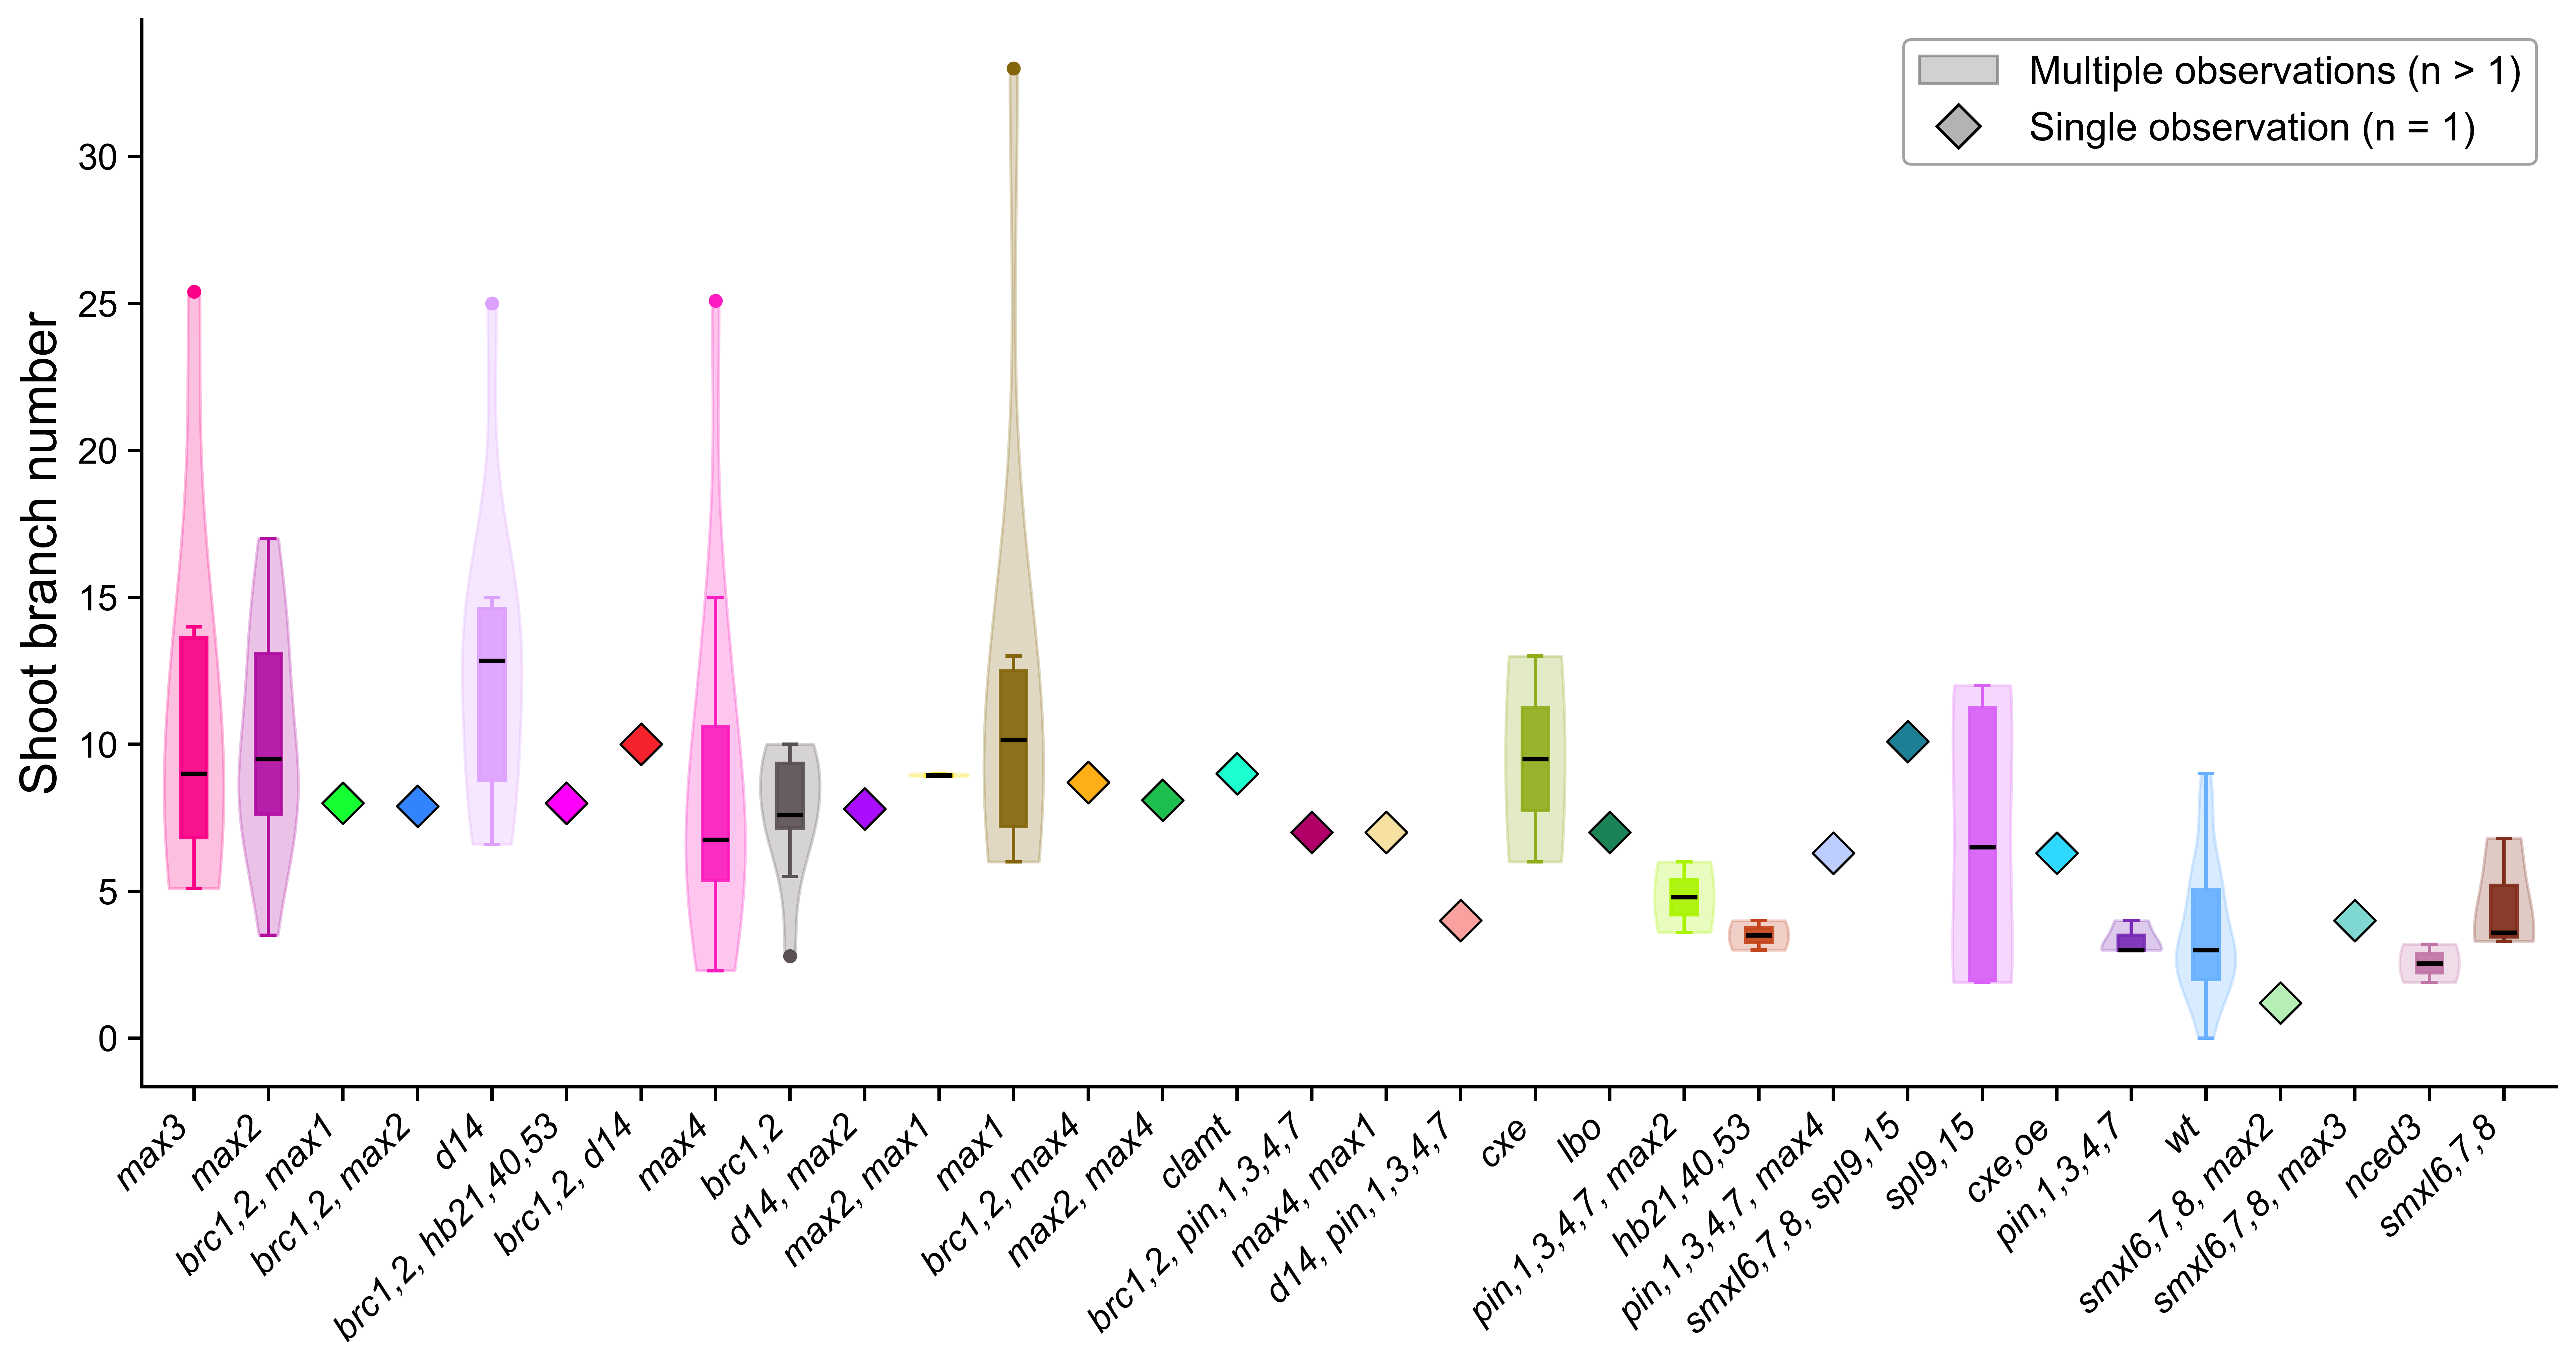 Multiple observations (n > 1)
Single observation (n = 1)
Shoot branch number
30
25
20
15
10
5
0
max3
max2
brc1,2, max1
brc1,2, max2
d14
brc1,2, hb21,40,53
brc1,2, d14
max4
brc1,2
d14, max2
max2, max1
max1
brc1,2, max4
max2, max4
clamt
brc1,2, pin,1,3,4,7
max4, max1
d14, pin,1,3,4,7
cxe
lbo
pin,1,3,4,7, max2
hb21,40,53
pin,1,3,4,7, max4
smxl6,7,8, spl9,15
spl9,15
cxe,oe
pin,1,3,4,7
wt
smxl6,7,8, max2
smxl6,7,8, max3
nced3
smxl6,7,8